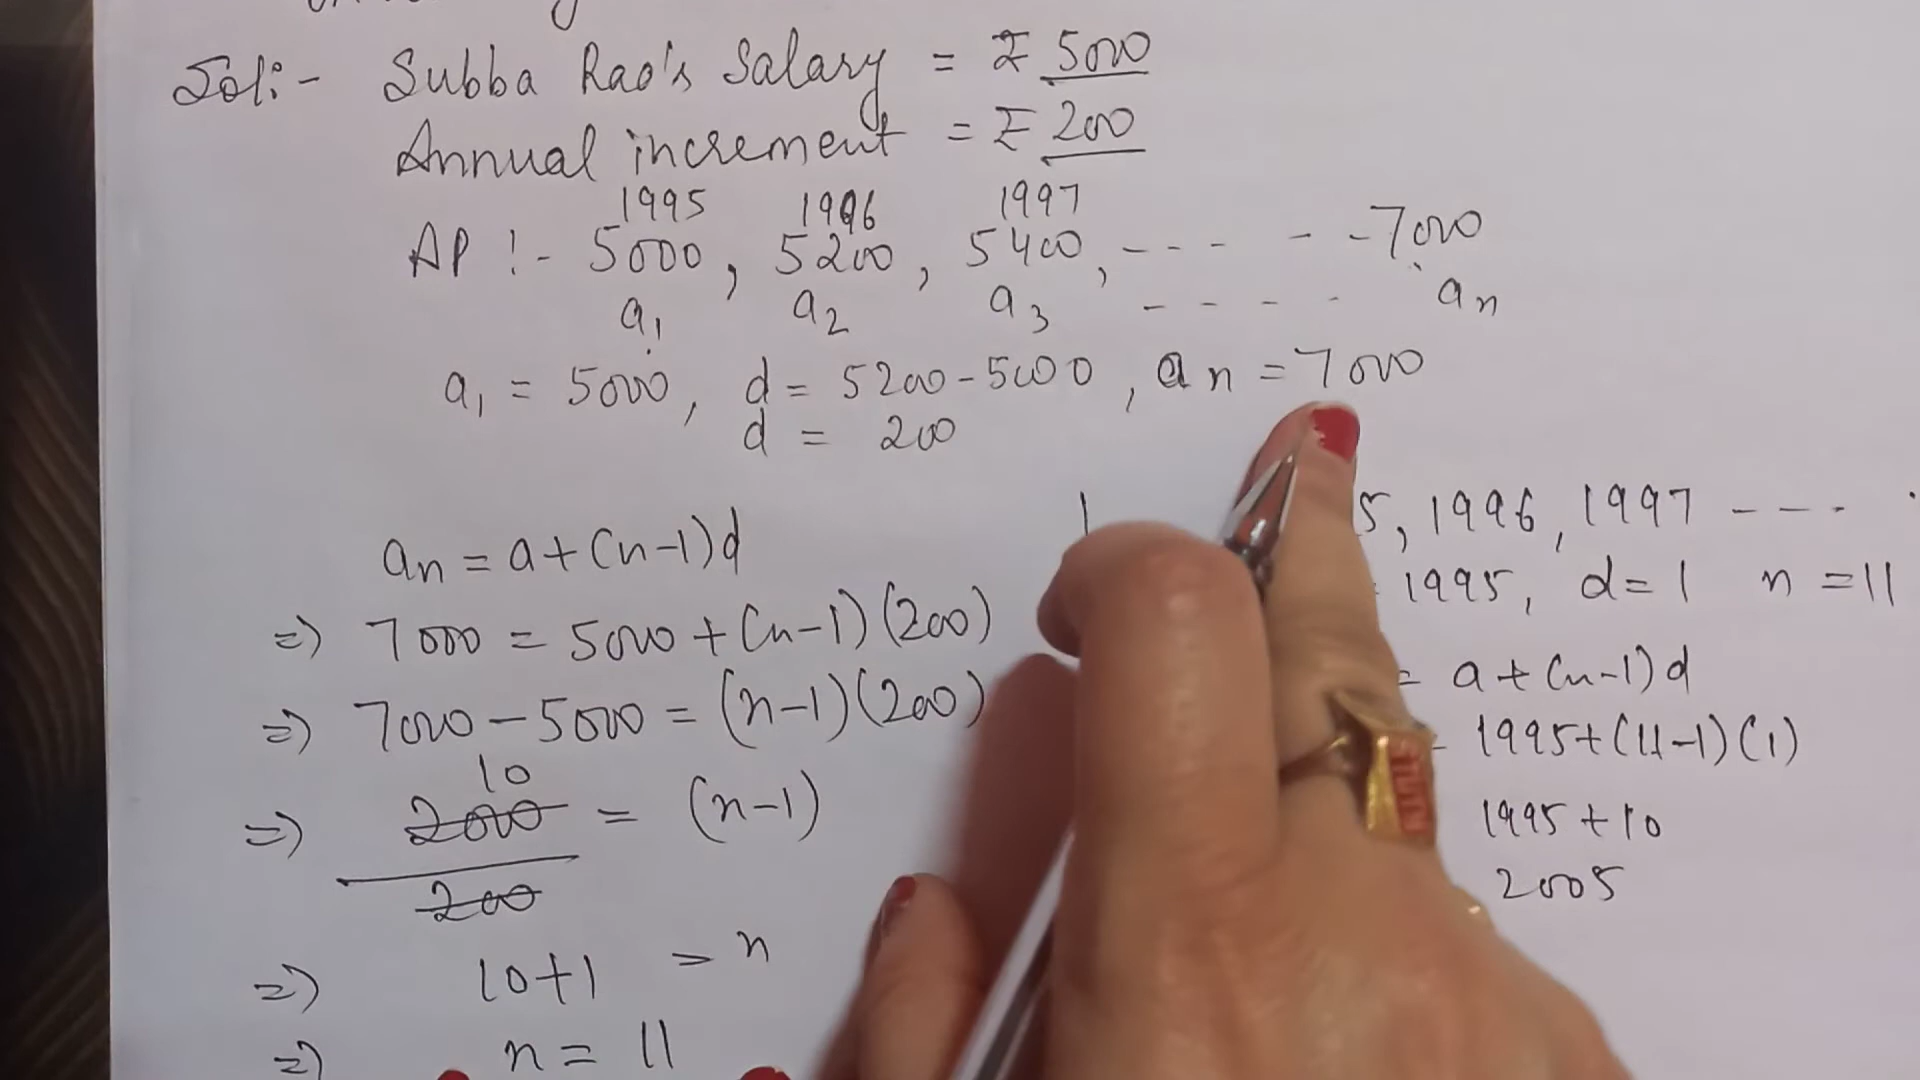 Sol:- Subba Rao's Salary = ₹ 5000
Annual increment = ₹ 200
1995 1996 1997
AP :- 5000, 5200, 5400, --- - -7000
a1 a2 a3 - - - - an
a1 = 5000, d = 5200-5000, an = 7000
d = 200
an = a+(n-1)d
=> 7000 = 5000 + (n-1)(200)
=> 7000 - 5000 = (n-1)(200)
10
=> 2000 = (n-1)
200
=> 10+1 = n
=> n = 11
5, 1996, 1997 ----
1995, d=1 n=11
= a+(n-1)d
1995+(11-1)(1)
1995+10
2005